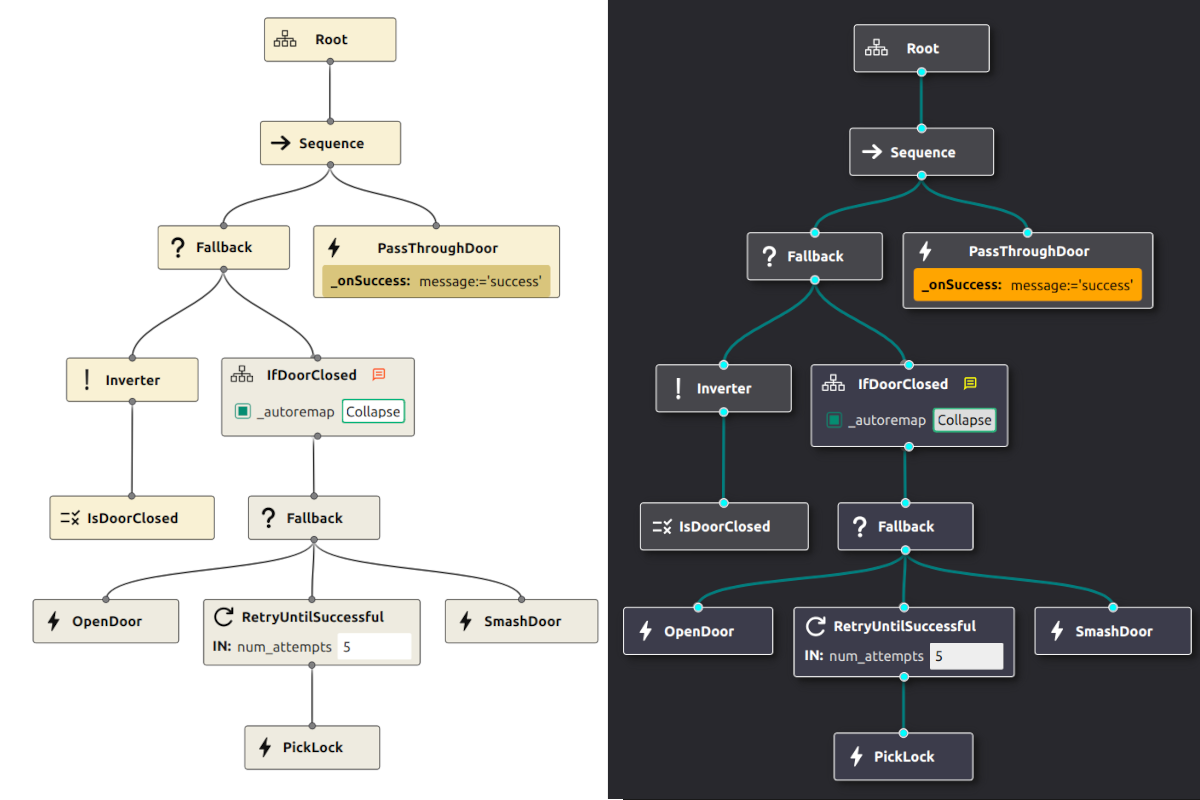 Root
Sequence
Fallback
PassThroughDoor
_onSuccess: message:='success'
Inverter
IfDoorClosed
_autoremap Collapse
IsDoorClosed
Fallback
OpenDoor
RetryUntilSuccessful
IN: num_attempts 5
SmashDoor
PickLock
Root
Sequence
Fallback
PassThroughDoor
_onSuccess: message:='success'
Inverter
IfDoorClosed
_autoremap Collapse
IsDoorClosed
Fallback
OpenDoor
RetryUntilSuccessful
IN: num_attempts 5
SmashDoor
PickLock